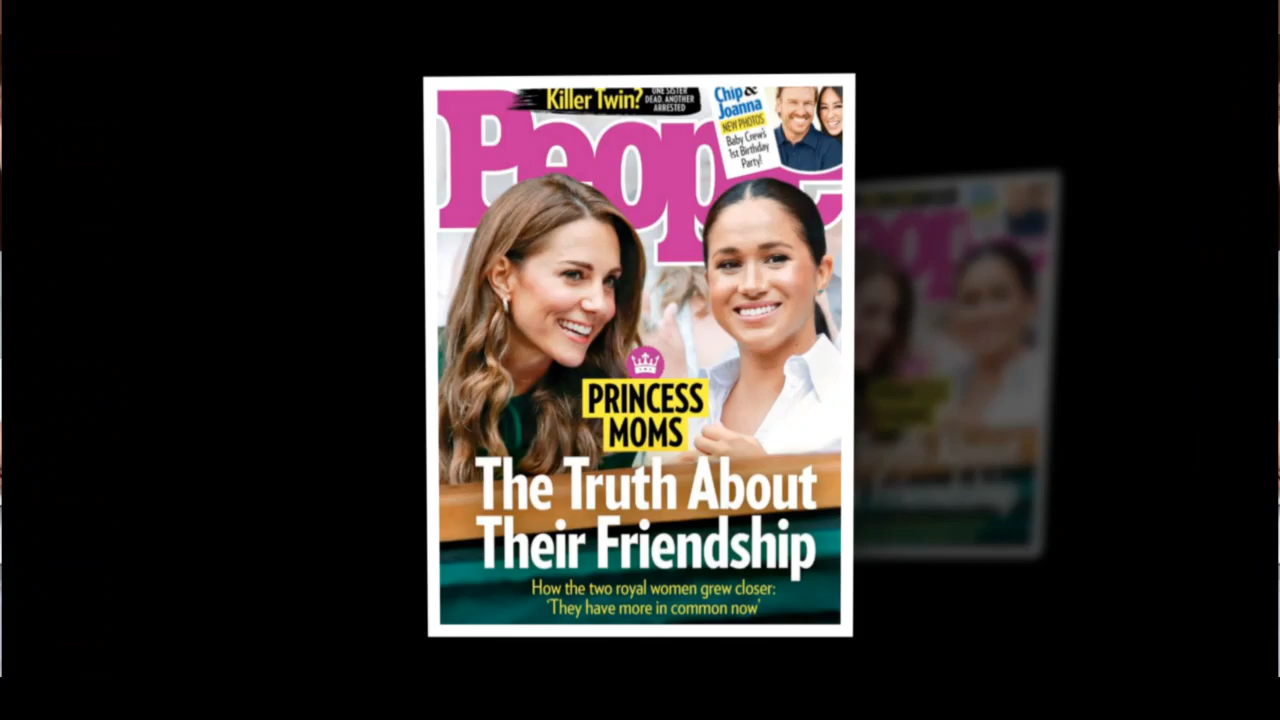 Killer Twin?
ONE SISTER
DEAD, ANOTHER
ARRESTED
Chip &
Joanna
NEW PHOTOS
Baby Crew's
1st Birthday
Party!
People
PRINCESS
MOMS
The Truth About
Their Friendship
How the two royal women grew closer:
'They have more in common now'